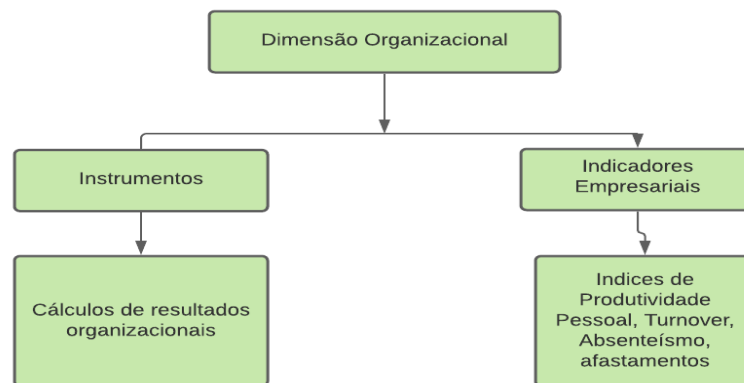 Dimensão Organizacional
Instrumentos
Indicadores
Empresariais
Cálculos de resultados
organizacionais
Indices de
Produtividade
Pessoal, Turnover,
Absenteísmo,
afastamentos